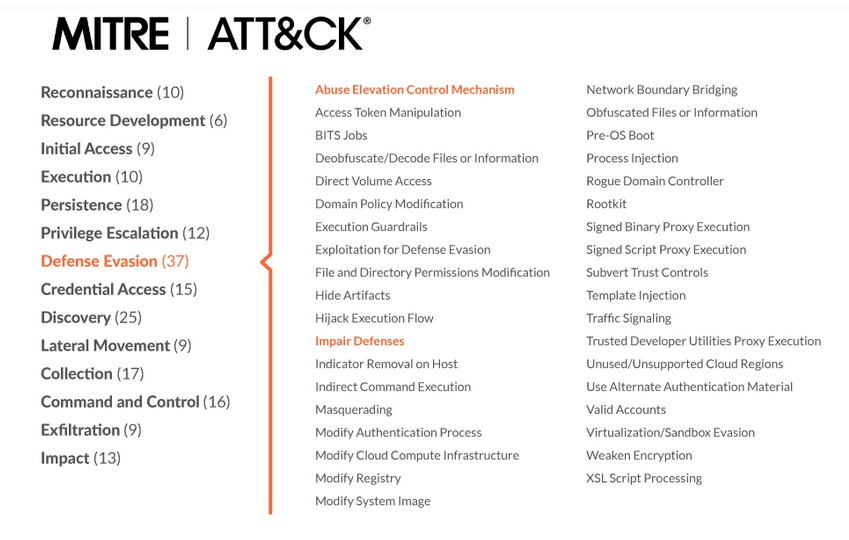 MITRE | ATT&CK®
Reconnaissance (10)
Resource Development (6)
Initial Access (9)
Execution (10)
Persistence (18)
Privilege Escalation (12)
Defense Evasion (37)
Credential Access (15)
Discovery (25)
Lateral Movement (9)
Collection (17)
Command and Control (16)
Exfiltration (9)
Impact (13)
Abuse Elevation Control Mechanism
Access Token Manipulation
BITS Jobs
Deobfuscate/Decode Files or Information
Direct Volume Access
Domain Policy Modification
Execution Guardrails
Exploitation for Defense Evasion
File and Directory Permissions Modification
Hide Artifacts
Hijack Execution Flow
Impair Defenses
Indicator Removal on Host
Indirect Command Execution
Masquerading
Modify Authentication Process
Modify Cloud Compute Infrastructure
Modify Registry
Modify System Image
Network Boundary Bridging
Obfuscated Files or Information
Pre-OS Boot
Process Injection
Rogue Domain Controller
Rootkit
Signed Binary Proxy Execution
Signed Script Proxy Execution
Subvert Trust Controls
Template Injection
Traffic Signaling
Trusted Developer Utilities Proxy Execution
Unused/Unsupported Cloud Regions
Use Alternate Authentication Material
Valid Accounts
Virtualization/Sandbox Evasion
Weaken Encryption
XSL Script Processing